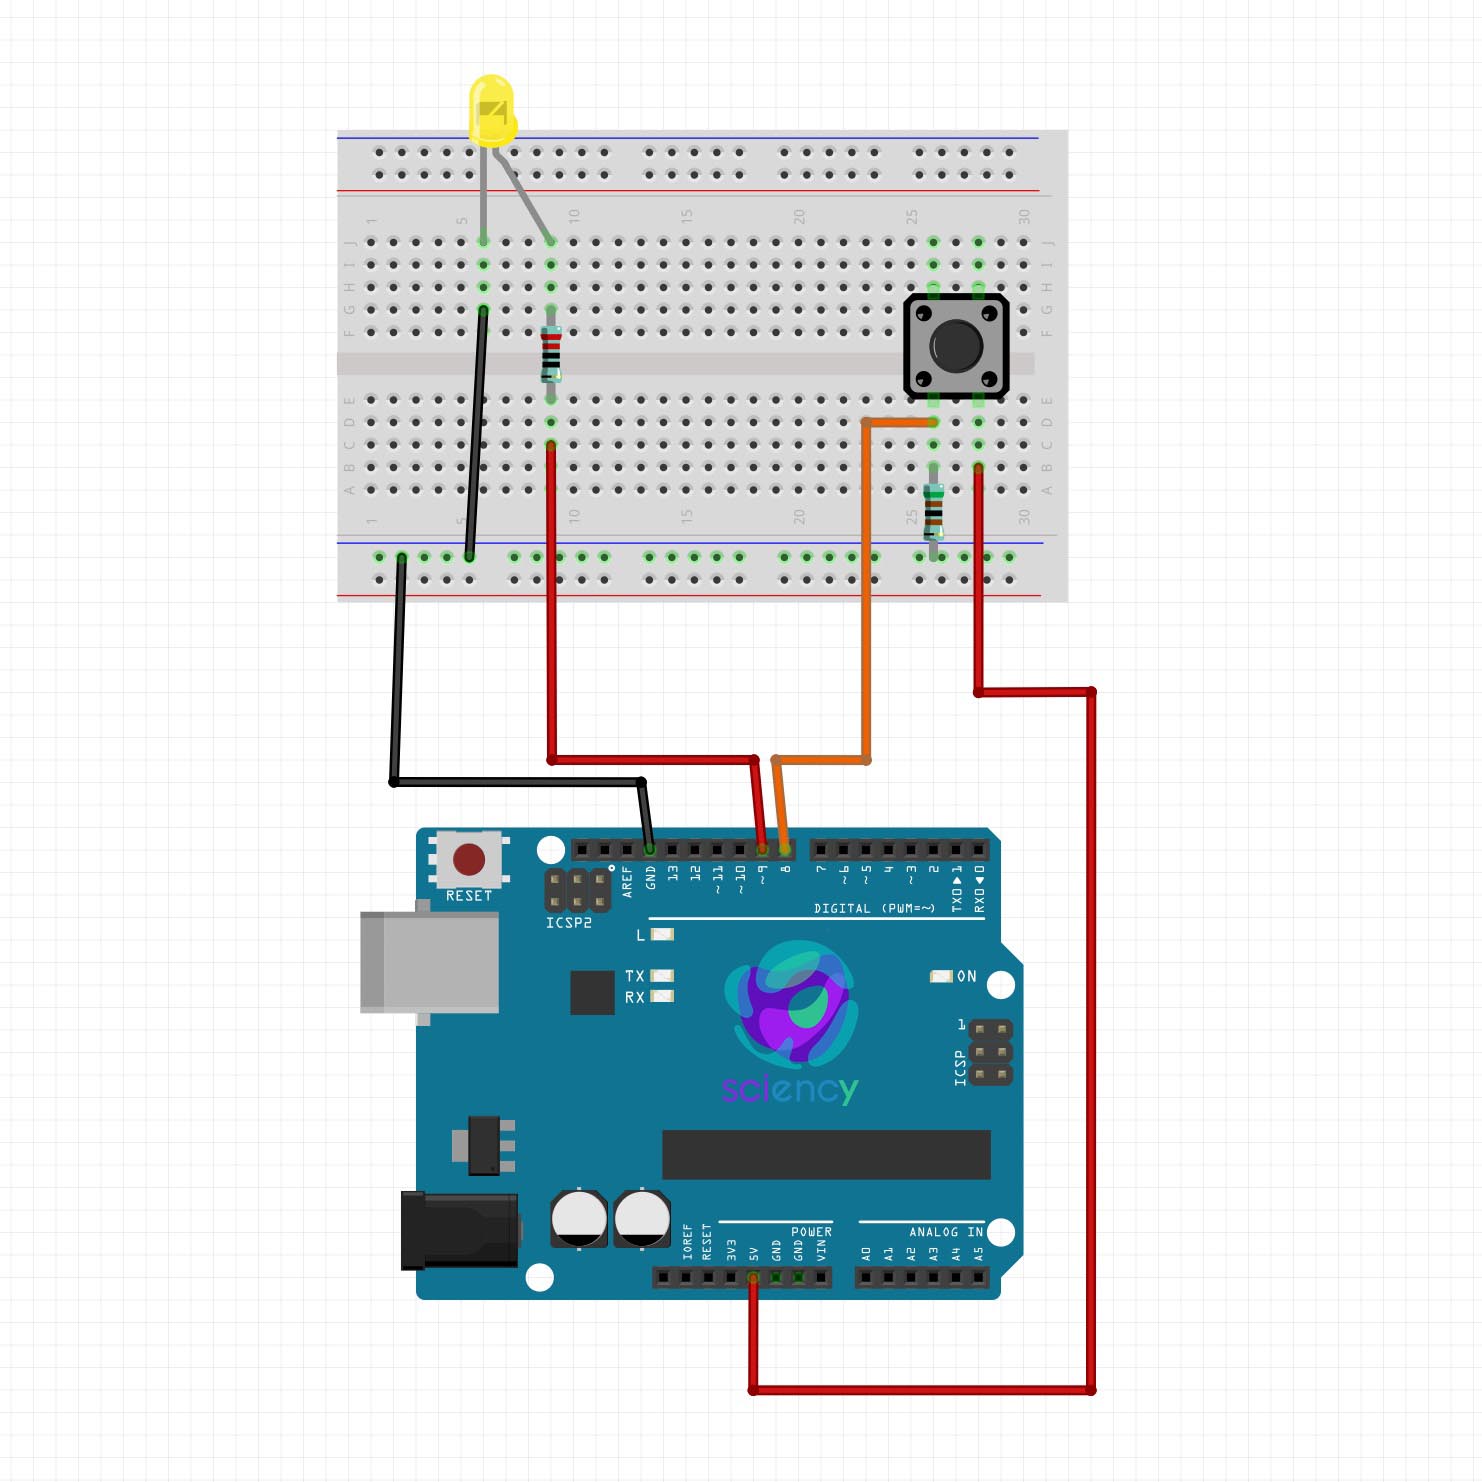 1 5 10 15 20 25 30
J J
I I
H H
G G
F F
E E
D D
C C
B B
A A
1 5 10 15 20 25 30
RESET
AREF GND 13 12 ~11 ~10 ~9 8 7 ~6 ~5 4 ~3 2 TX0▶1 RX0◀0
ICSP2
DIGITAL (PWM=~)
L
TX
RX
ON
1
ICSP
sciency
POWER
ANALOG IN
IOREF RESET 3V3 5V GND GND VIN A0 A1 A2 A3 A4 A5